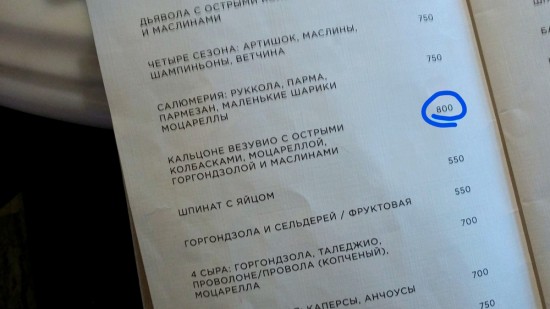 ДЬЯВОЛА С ОСТРЫМИ
И МАСЛИНАМИ
ЧЕТЫРЕ СЕЗОНА: АРТИШОК, МАСЛИНЫ, 750
ШАМПИНЬОНЫ, ВЕТЧИНА
САЛЮМЕРИЯ: РУККОЛА, ПАРМА, 750
ПАРМЕЗАН, МАЛЕНЬКИЕ ШАРИКИ
МОЦАРЕЛЛЫ
КАЛЬЦОНЕ ВЕЗУВИО С ОСТРЫМИ 800
КОЛБАСКАМИ, МОЦАРЕЛЛОЙ,
ГОРГОНДЗОЛОЙ И МАСЛИНАМИ
ШПИНАТ С ЯЙЦОМ 550
ГОРГОНДЗОЛА И СЕЛЬДЕРЕЙ / ФРУКТОВАЯ 550
4 СЫРА: ГОРГОНДЗОЛА, ТАЛЕДЖИО, 700
ПРОВОЛОНЕ/ПРОВОЛА (КОПЧЕНЫЙ),
МОЦАРЕЛЛА
КАПЕРСЫ, АНЧОУСЫ 700
750